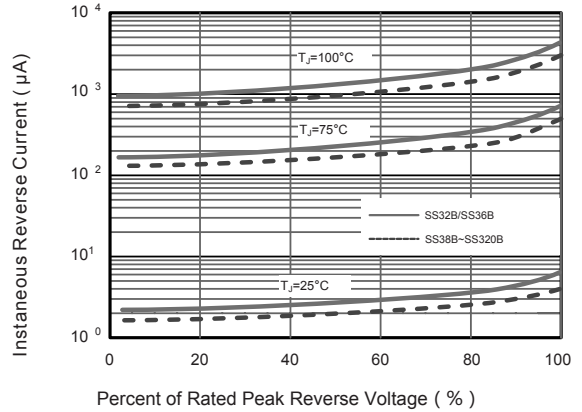 Instaneous Reverse Current ( μA)
10 4
10 3
10 2
10 1
10 0
TJ=100°C
TJ=75°C
SS32B/SS36B
SS38B~SS320B
TJ=25°C
0 20 40 60 80 100
Percent of Rated Peak Reverse Voltage ( % )